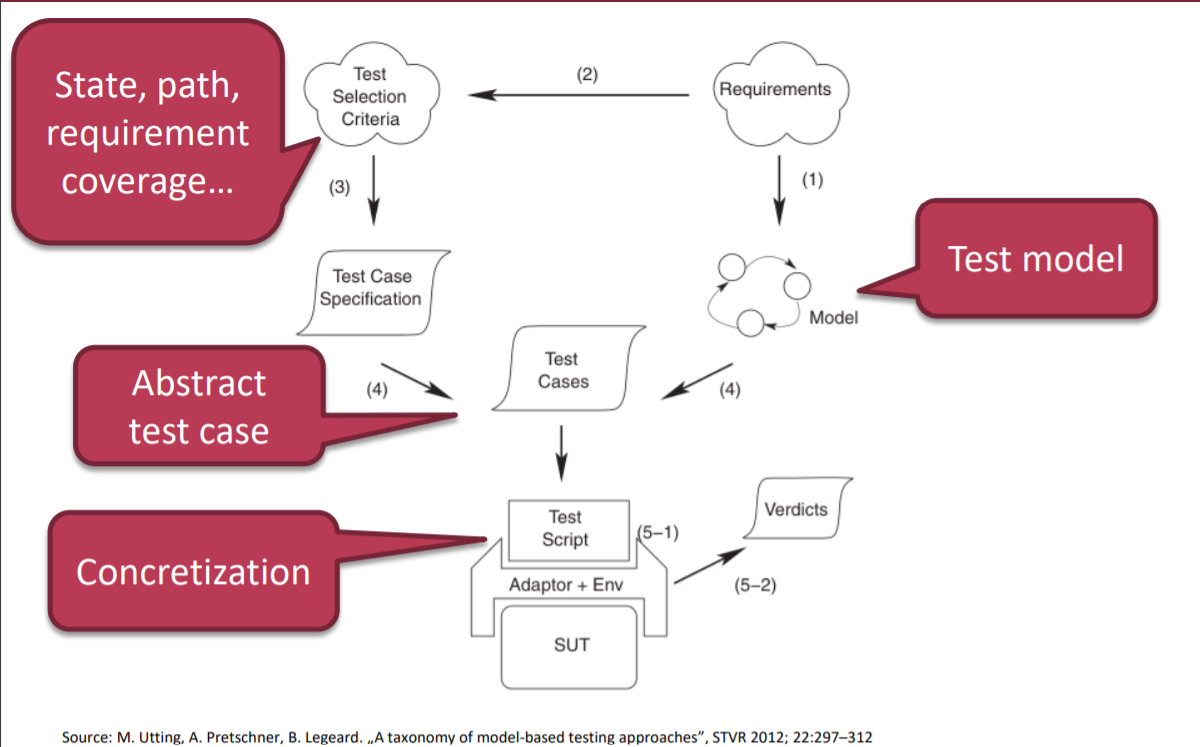 State, path,
requirement
coverage...
Test
Selection
Criteria
(2)
Requirements
(3)
(1)
Test model
Test Case
Specification
Model
Abstract
test case
(4)
Test
Cases
(4)
Concretization
Test
Script
(5–1)
Verdicts
Adaptor + Env
(5–2)
SUT
Source: M. Utting, A. Pretschner, B. Legeard. „A taxonomy of model-based testing approaches”, STVR 2012; 22:297–312